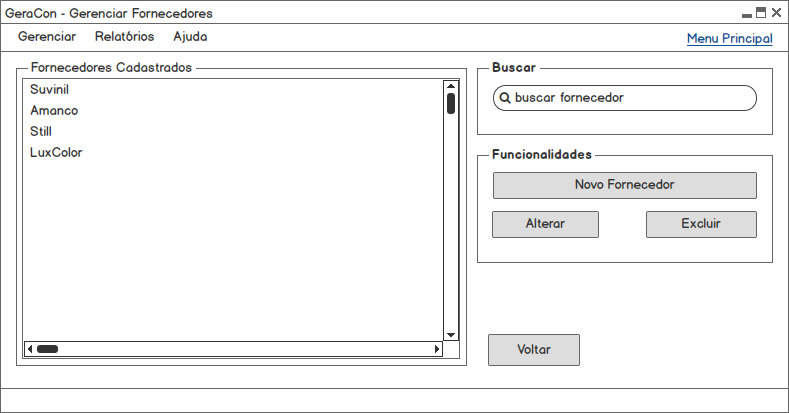 GeraCon - Gerenciar Fornecedores
Gerenciar Relatórios Ajuda
Menu Principal
Fornecedores Cadastrados
Suvinil
Amanco
Still
LuxColor
Buscar
buscar fornecedor
Funcionalidades
Novo Fornecedor
Alterar
Excluir
Voltar